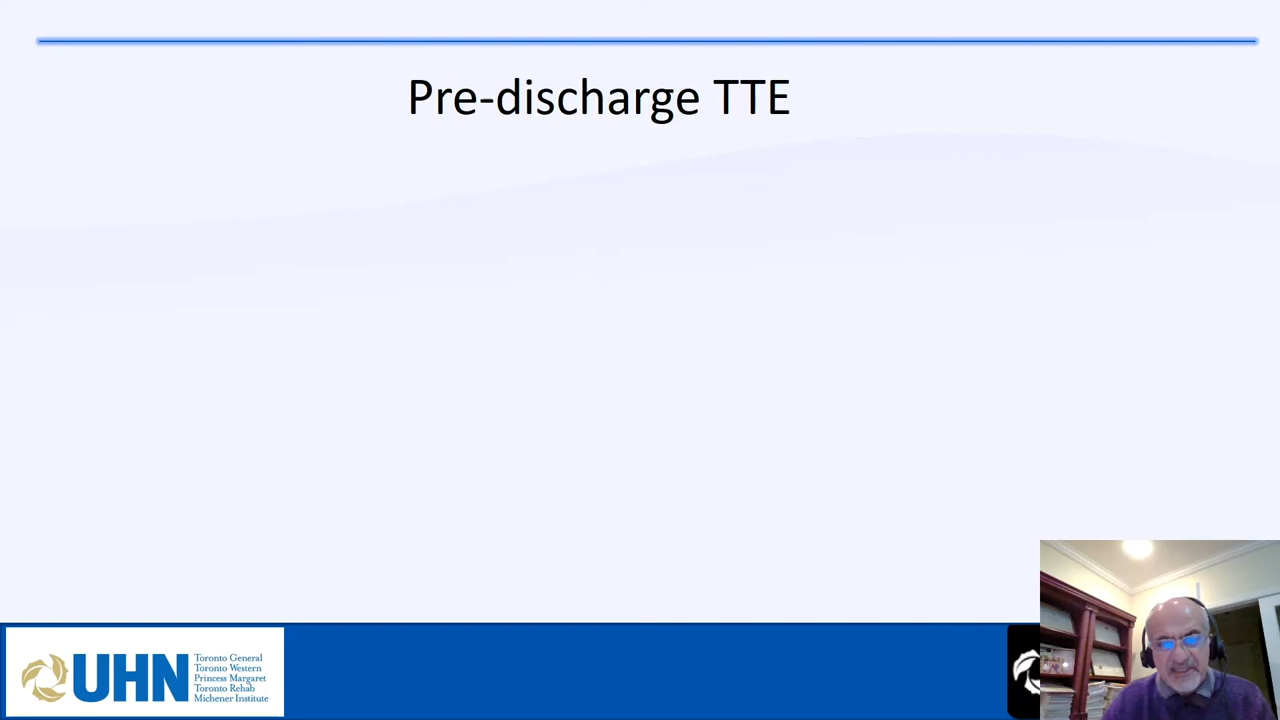 Pre-discharge TTE
UHN
Toronto General
Toronto Western
Princess Margaret
Toronto Rehab
Michener Institute